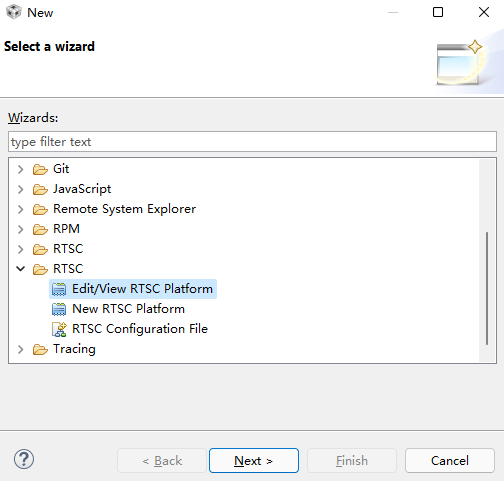 New
Select a wizard
Wizards:
type filter text
Git
JavaScript
Remote System Explorer
RPM
RTSC
RTSC
Edit/View RTSC Platform
New RTSC Platform
RTSC Configuration File
Tracing
< Back Next > Finish Cancel